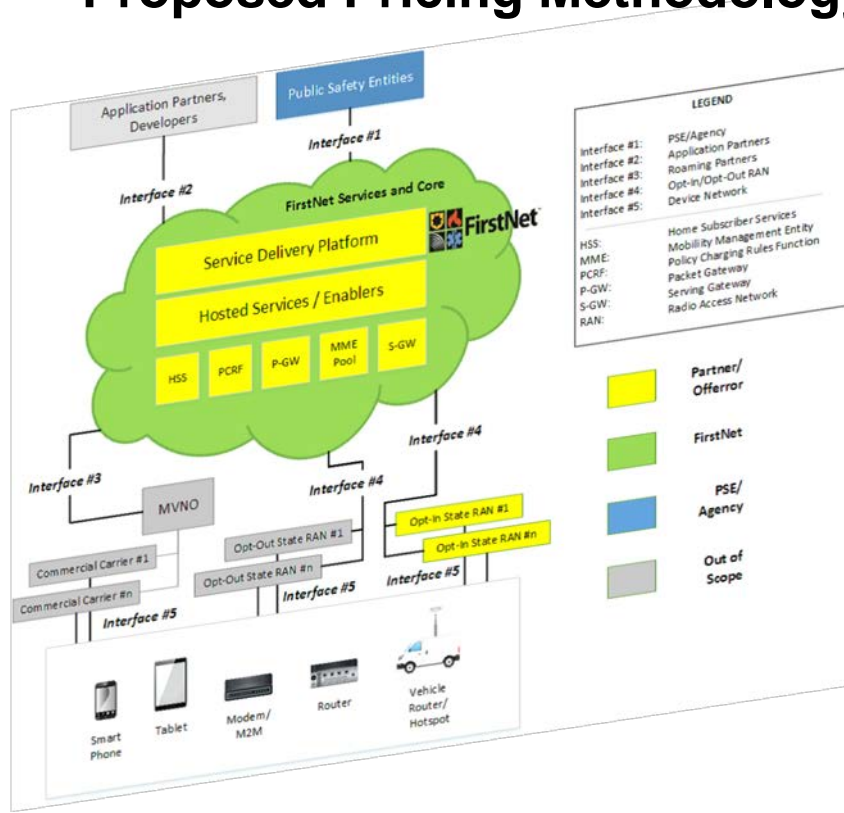 Proposed Pricing Methodology
Application Partners,
Developers
Public Safety Entities
Interface #1
Interface #2
FirstNet Services and Core
FirstNet™
Service Delivery Platform
Hosted Services / Enablers
HSS
PCRF
P-GW
MME
Pool
S-GW
Interface #3
Interface #4
Interface #4
MVNO
Commercial Carrier #1
Commercial Carrier #n
Opt-Out State RAN #1
Opt-Out State RAN #n
Opt-In State RAN #1
Opt-In State RAN #n
Interface #5
Interface #5
Interface #5
Smart
Phone
Tablet
Modem/
M2M
Router
Vehicle
Router/
Hotspot
LEGEND
Interface #1: PSE/Agency
Interface #2: Application Partners
Interface #3: Roaming Partners
Interface #4: Opt-In/Opt-Out RAN
Interface #5: Device Network
HSS: Home Subscriber Services
MME: Mobility Management Entity
PCRF: Policy Charging Rules Function
P-GW: Packet Gateway
S-GW: Serving Gateway
RAN: Radio Access Network
Partner/
Offerror
FirstNet
PSE/
Agency
Out of
Scope